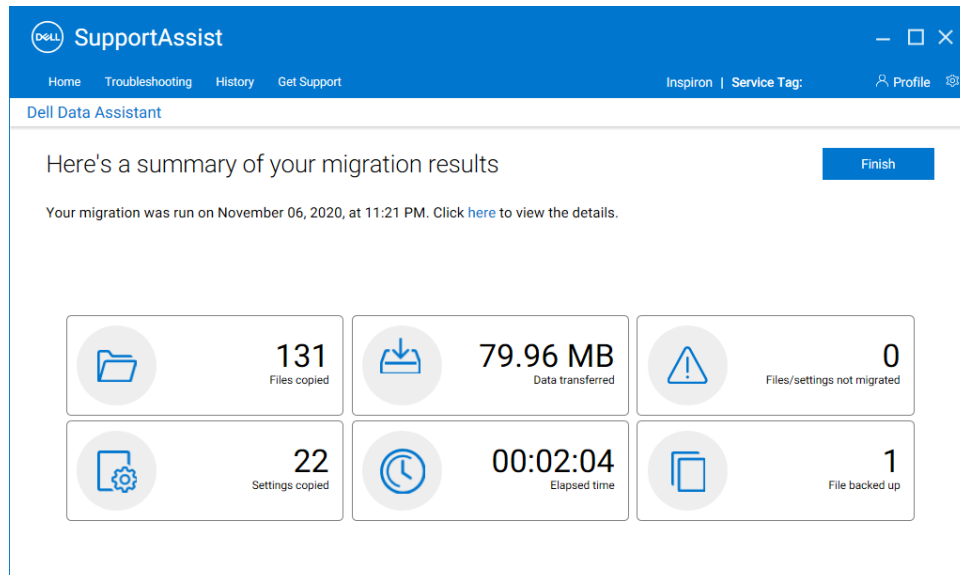 DELL SupportAssist
Home Troubleshooting History Get Support Inspiron | Service Tag: Profile
Dell Data Assistant
Here's a summary of your migration results
Finish
Your migration was run on November 06, 2020, at 11:21 PM. Click here to view the details.
131
Files copied
79.96 MB
Data transferred
0
Files/settings not migrated
22
Settings copied
00:02:04
Elapsed time
1
File backed up